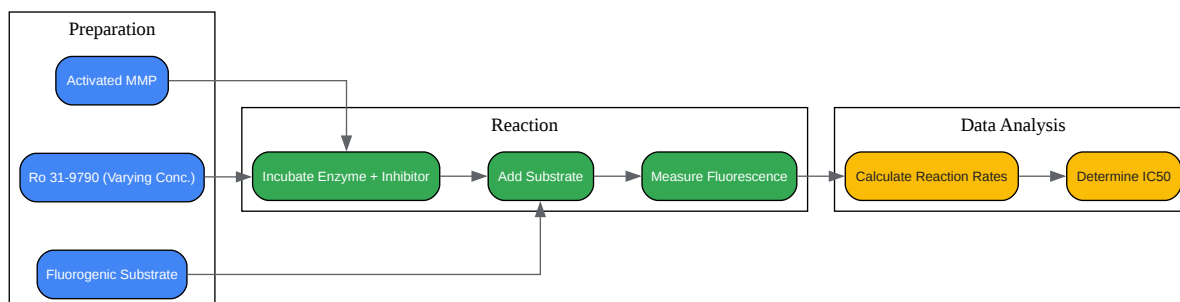 Preparation
Activated MMP
Ro 31-9790 (Varying Conc.)
Fluorogenic Substrate
Reaction
Incubate Enzyme + Inhibitor
Add Substrate
Measure Fluorescence
Data Analysis
Calculate Reaction Rates
Determine IC50